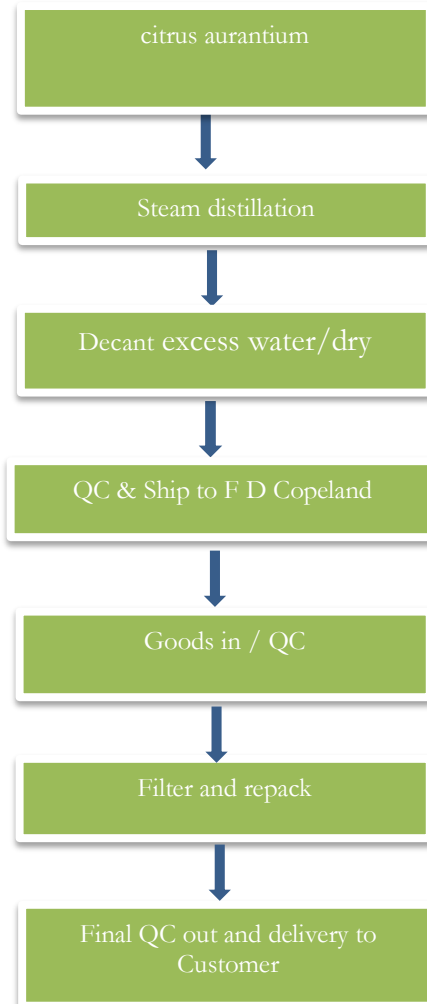 citrus aurantium
Steam distillation
Decant excess water/dry
QC & Ship to F D Copeland
Goods in / QC
Filter and repack
Final QC out and delivery to
Customer